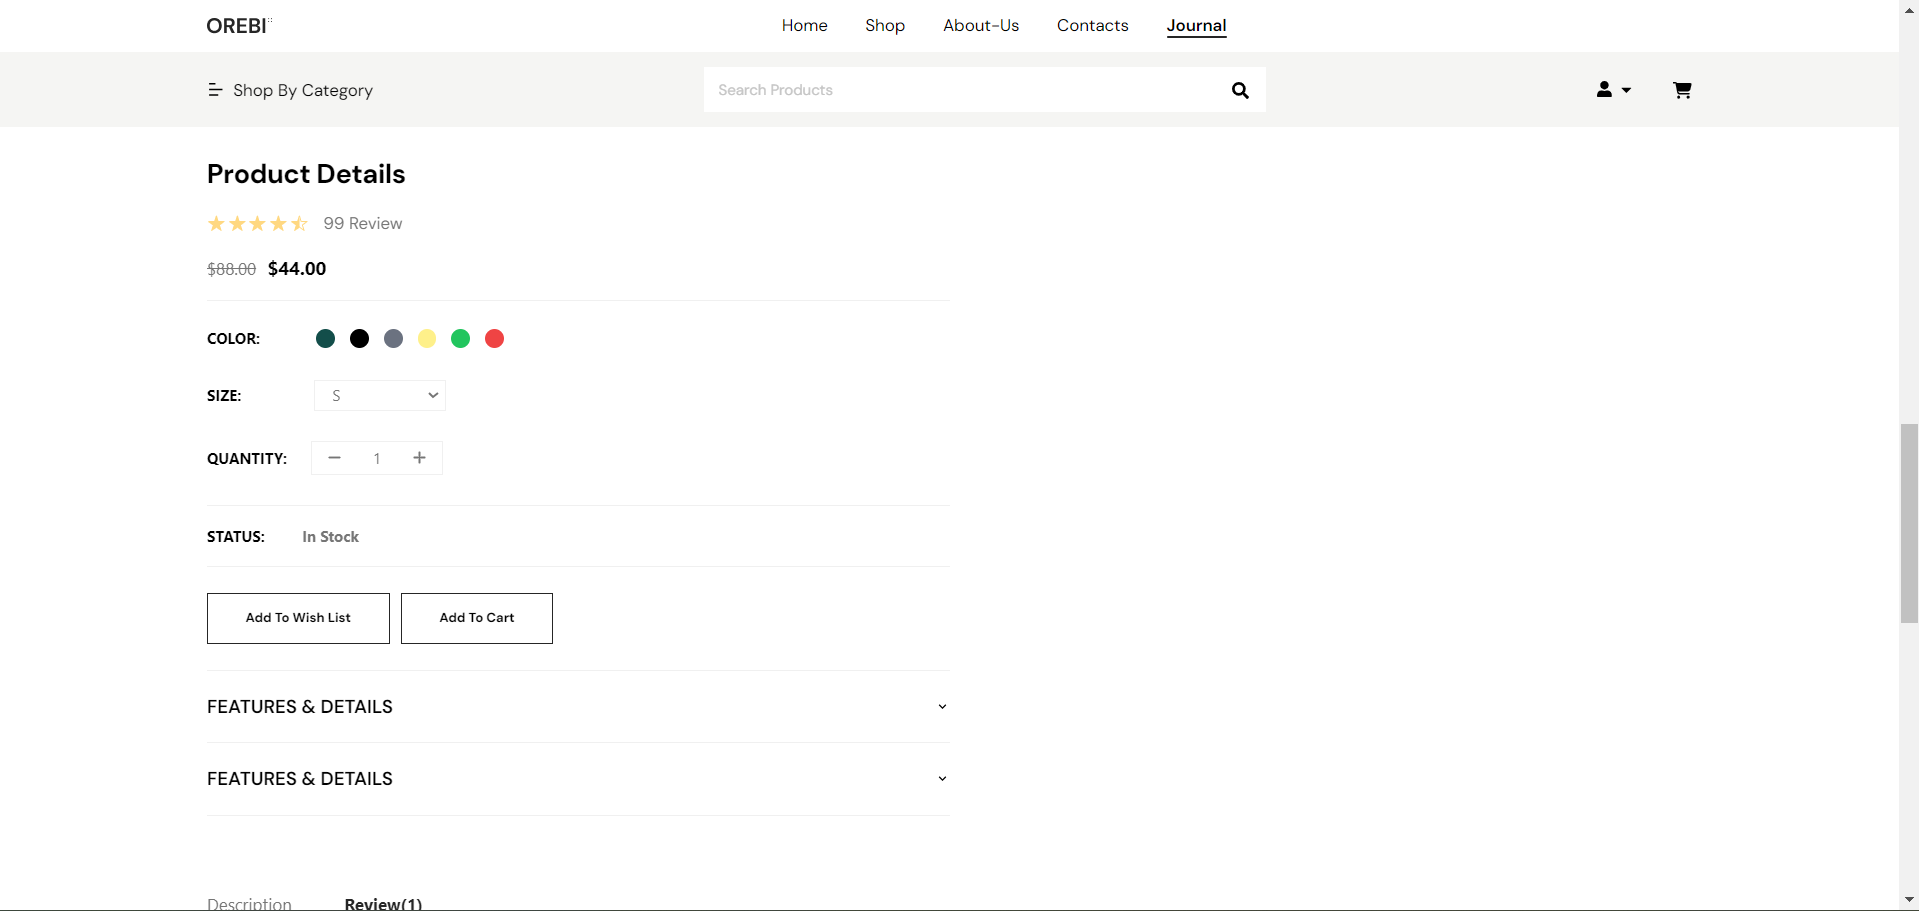 OREBI
Home Shop About-Us Contacts Journal
Shop By Category Search Products
Product Details
99 Review
$88.00 $44.00
COLOR:
SIZE: S
QUANTITY: 1
STATUS: In Stock
Add To Wish List Add To Cart
FEATURES & DETAILS
FEATURES & DETAILS
Description Review(1)